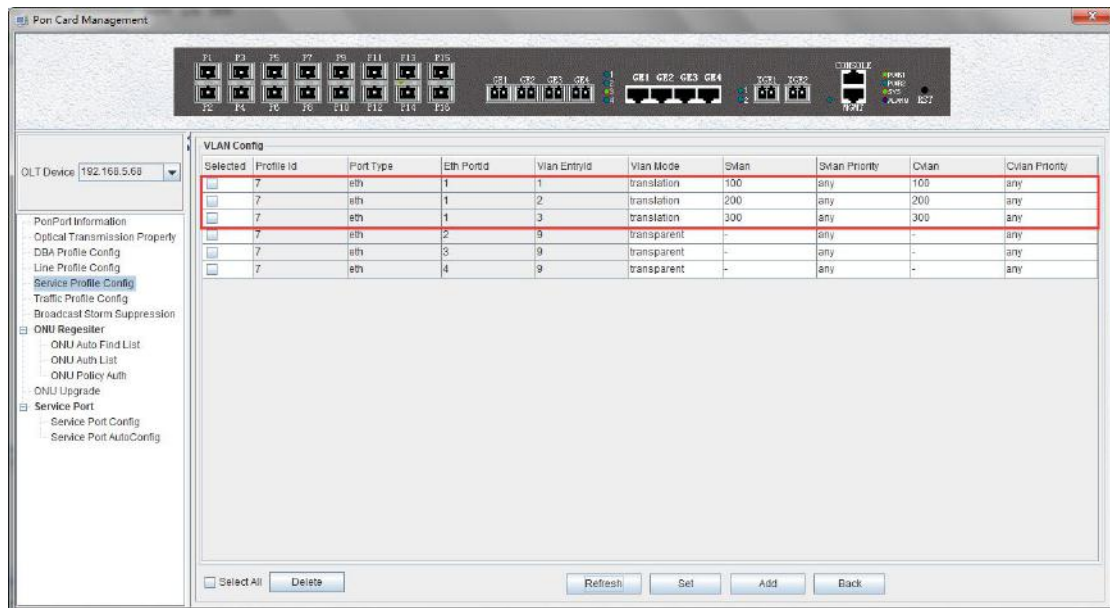 Pon Card Management
P1 P3 P5 P7 P9 P11 P13 P15
GE1 GE2 GE3 GE4
GE1 GE2 GE3 GE4
CONSOLE
P2 P4 P6 P8 P10 P12 P14 P16
MGMT
RST
OLT Device 192.168.5.68
PonPort Information
Optical Transmission Property
DBA Profile Config
Line Profile Config
Service Profile Config
Traffic Profile Config
Broadcast Storm Suppression
ONU Regesiter
ONU Auto Find List
ONU Auth List
ONU Policy Auth
ONU Upgrade
Service Port
Service Port Config
Service Port AutoConfig
VLAN Config
Selected Profile Id Port Type Eth PortId Vlan EntryId Vlan Mode Svlan Svlan Priority Cvlan Cvlan Priority
7 eth 1 1 translation 100 any 100 any
7 eth 1 2 translation 200 any 200 any
7 eth 1 3 translation 300 any 300 any
7 eth 2 9 transparent - any - any
7 eth 3 9 transparent - any - any
7 eth 4 9 transparent - any - any
Select All Delete Refresh Set Add Back